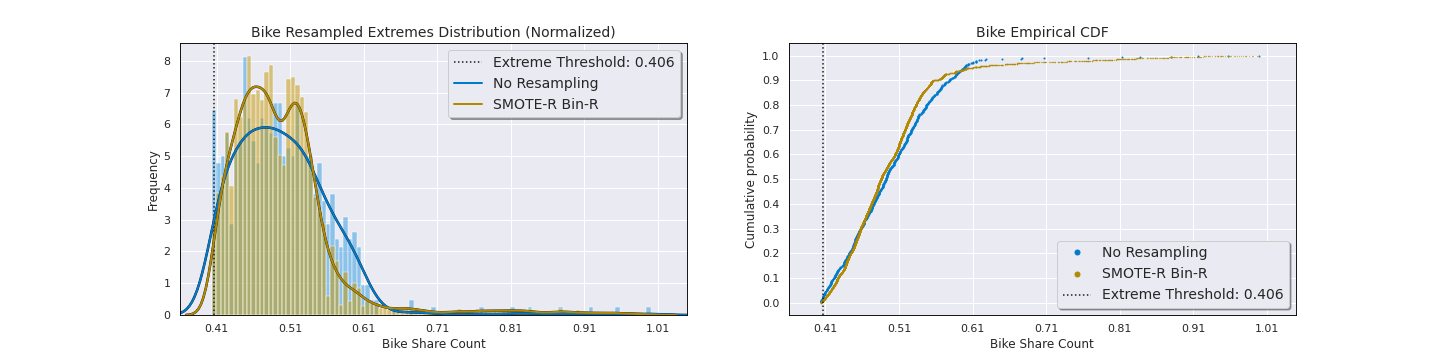 Bike Resampled Extremes Distribution (Normalized)
Extreme Threshold: 0.406
No Resampling
SMOTE-R Bin-R
8
7
6
5
4
3
2
1
0
Frequency
0.41 0.51 0.61 0.71 0.81 0.91 1.01
Bike Share Count
Bike Empirical CDF
1.0
0.9
0.8
0.7
0.6
0.5
0.4
0.3
0.2
0.1
0.0
Cumulative probability
No Resampling
SMOTE-R Bin-R
Extreme Threshold: 0.406
0.41 0.51 0.61 0.71 0.81 0.91 1.01
Bike Share Count